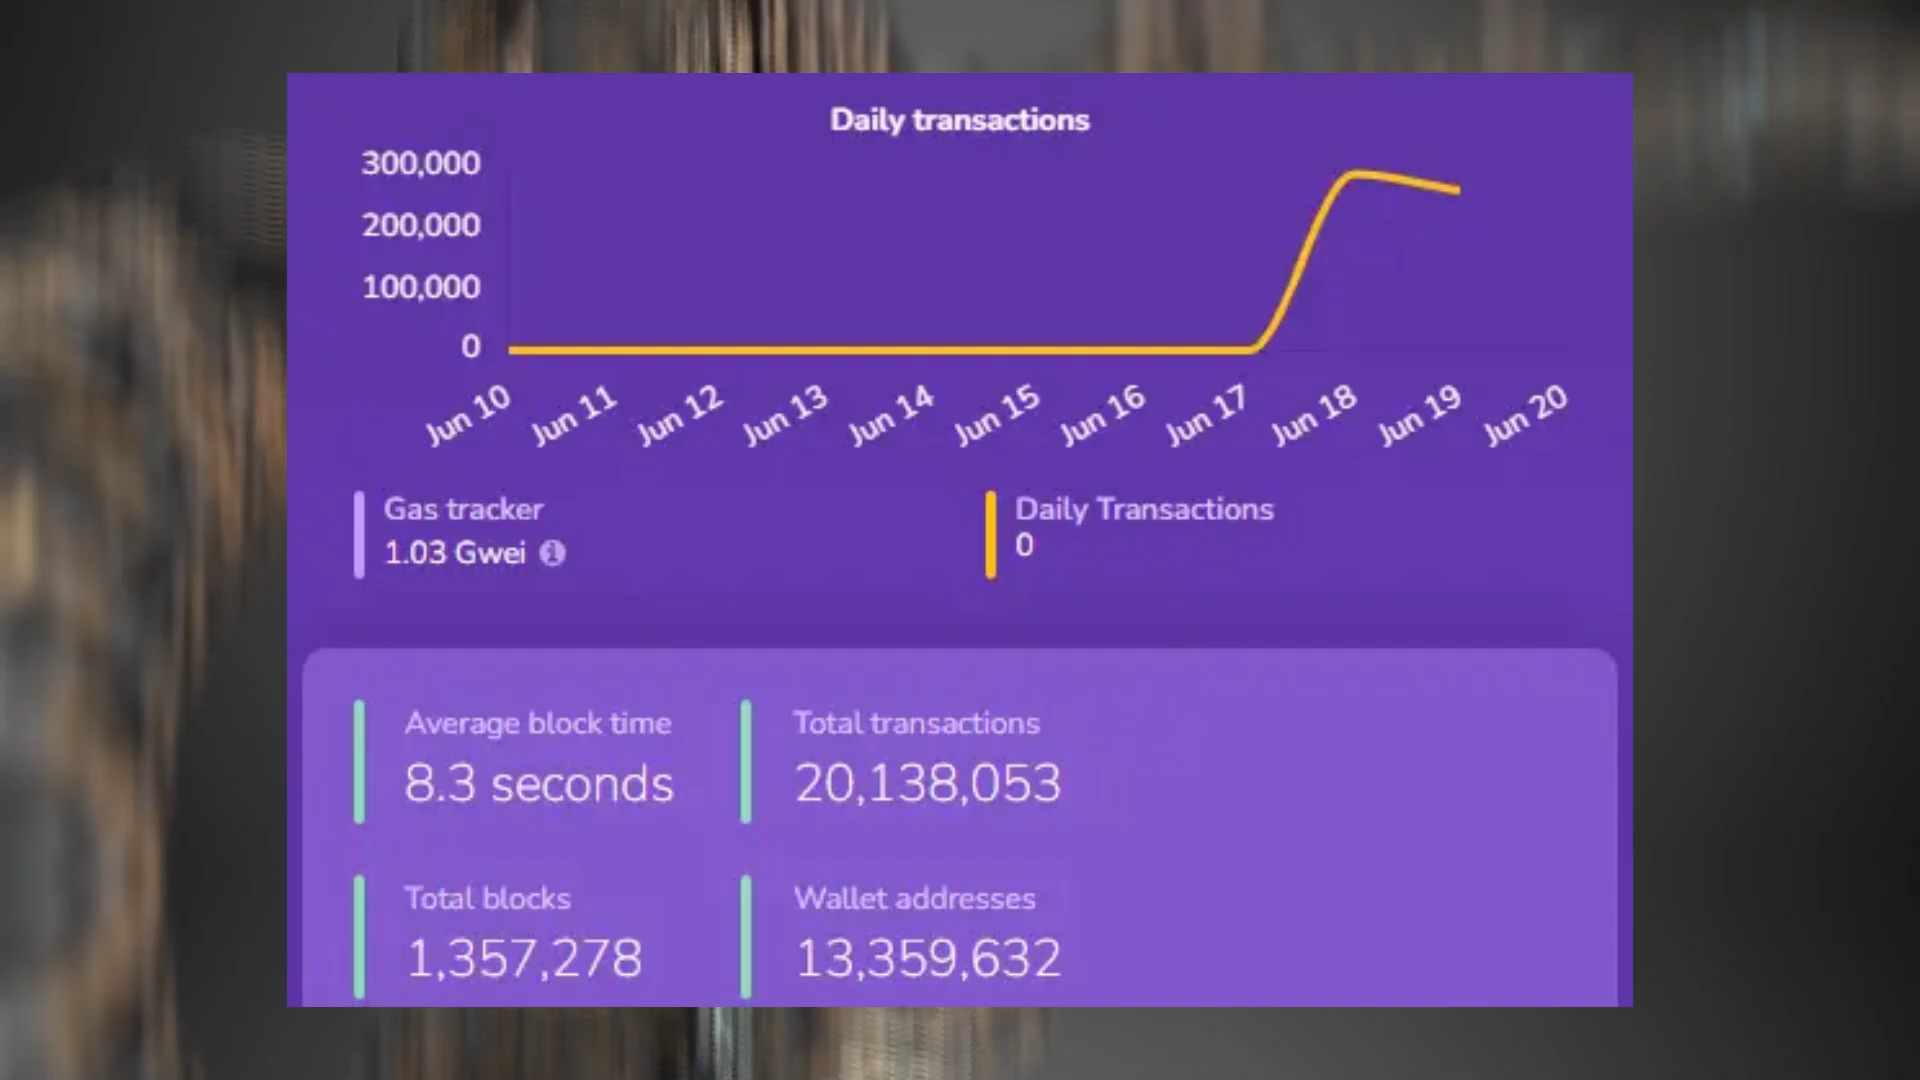 Daily transactions
300,000
200,000
100,000
0
Jun 10 Jun 11 Jun 12 Jun 13 Jun 14 Jun 15 Jun 16 Jun 17 Jun 18 Jun 19 Jun 20
Gas tracker
1.03 Gwei
Daily Transactions
0
Average block time
8.3 seconds
Total transactions
20,138,053
Total blocks
1,357,278
Wallet addresses
13,359,632